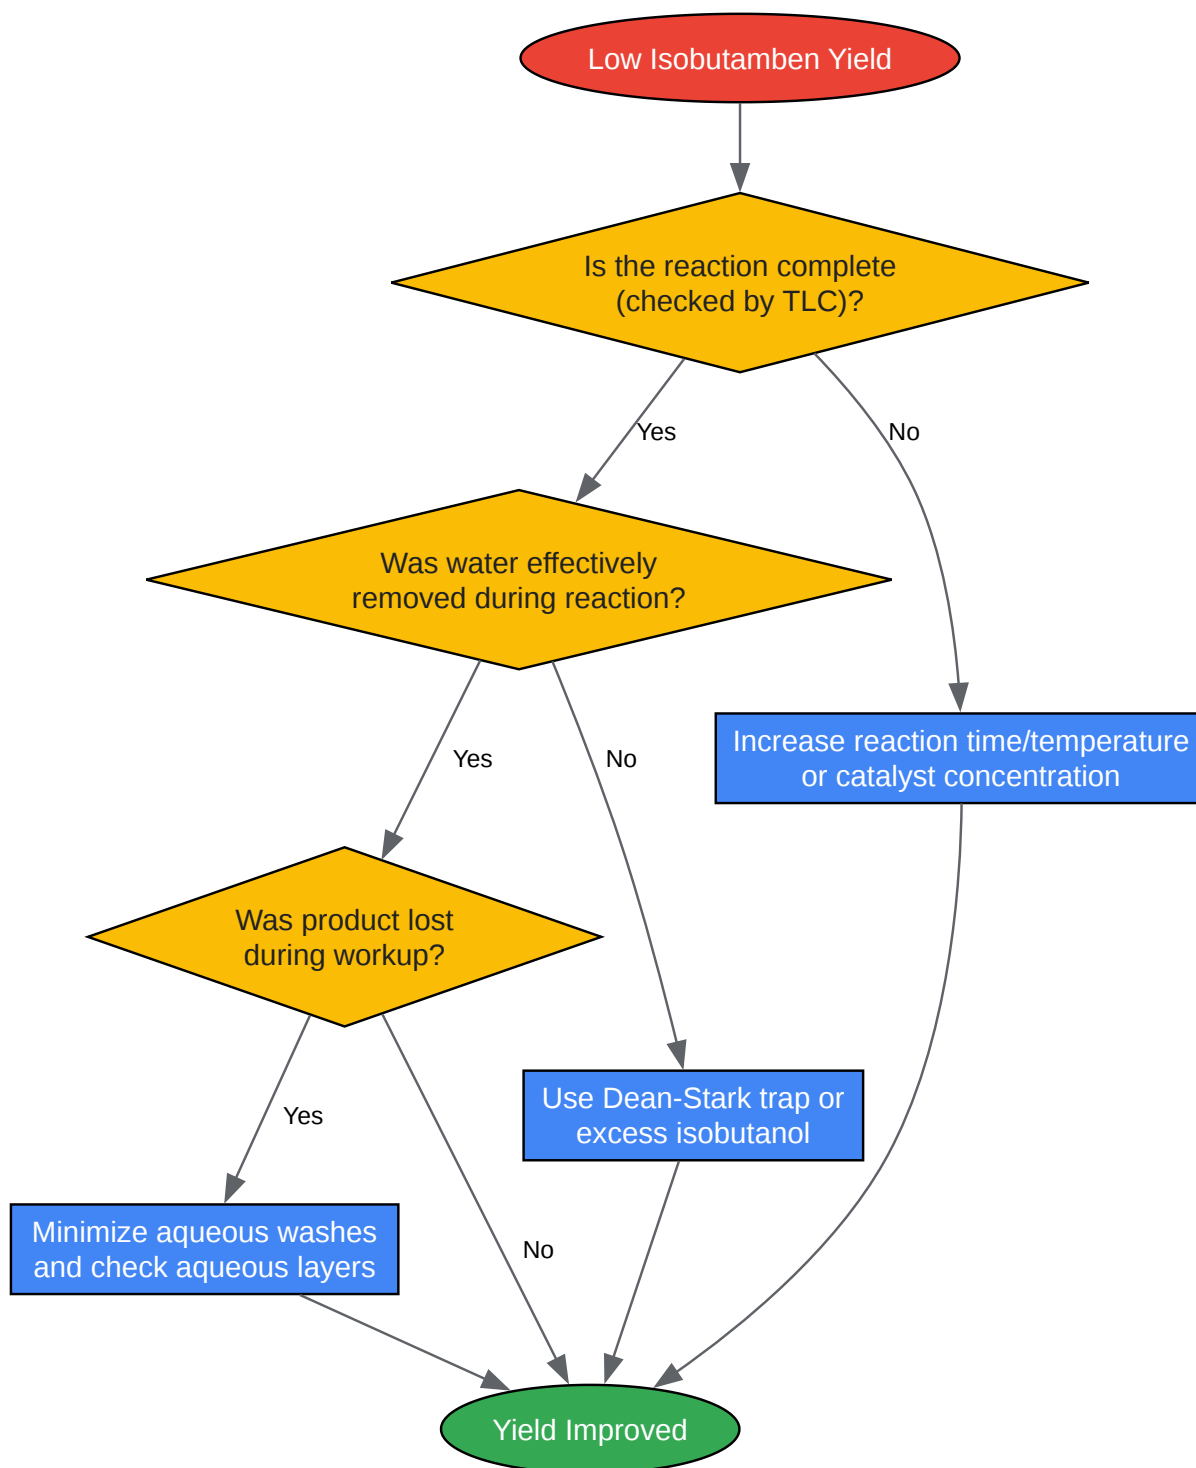 Low Isobutamben Yield
Is the reaction complete
(checked by TLC)?
Yes
No
Was water effectively
removed during reaction?
Increase reaction time/temperature
or catalyst concentration
Yes
No
Was product lost
during workup?
Use Dean-Stark trap or
excess isobutanol
Yes
Minimize aqueous washes
and check aqueous layers
No
Yield Improved